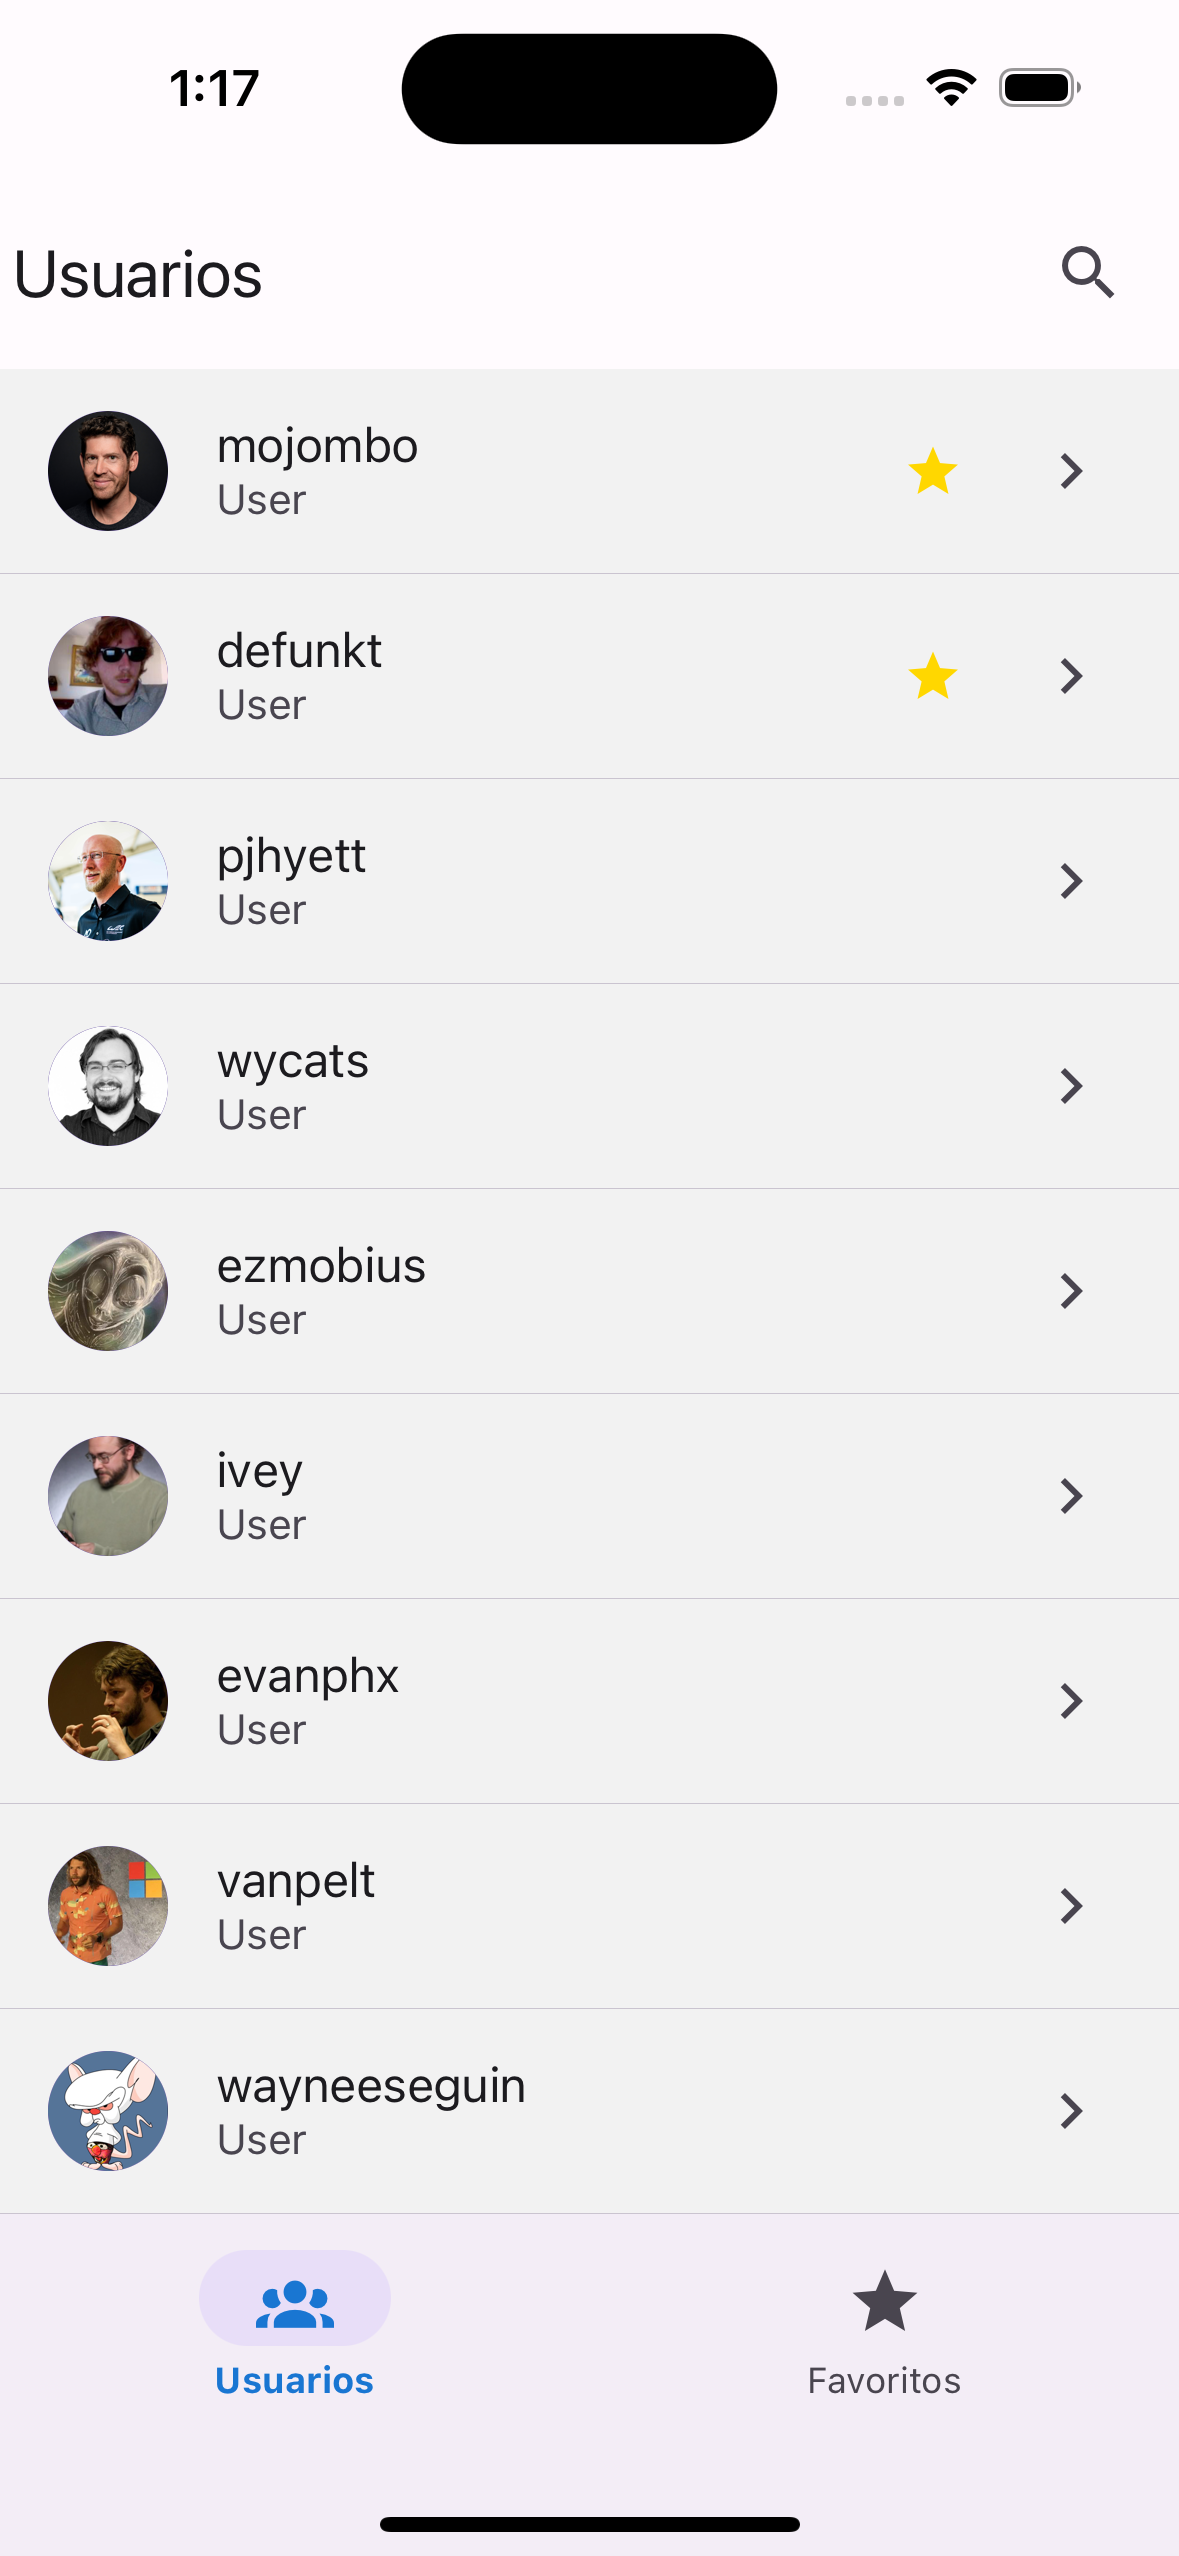 1:17
Usuarios
mojombo
User
defunkt
User
pjhyett
User
wycats
User
ezmobius
User
ivey
User
evanphx
User
vanpelt
User
wayneeseguin
User
Usuarios
Favoritos